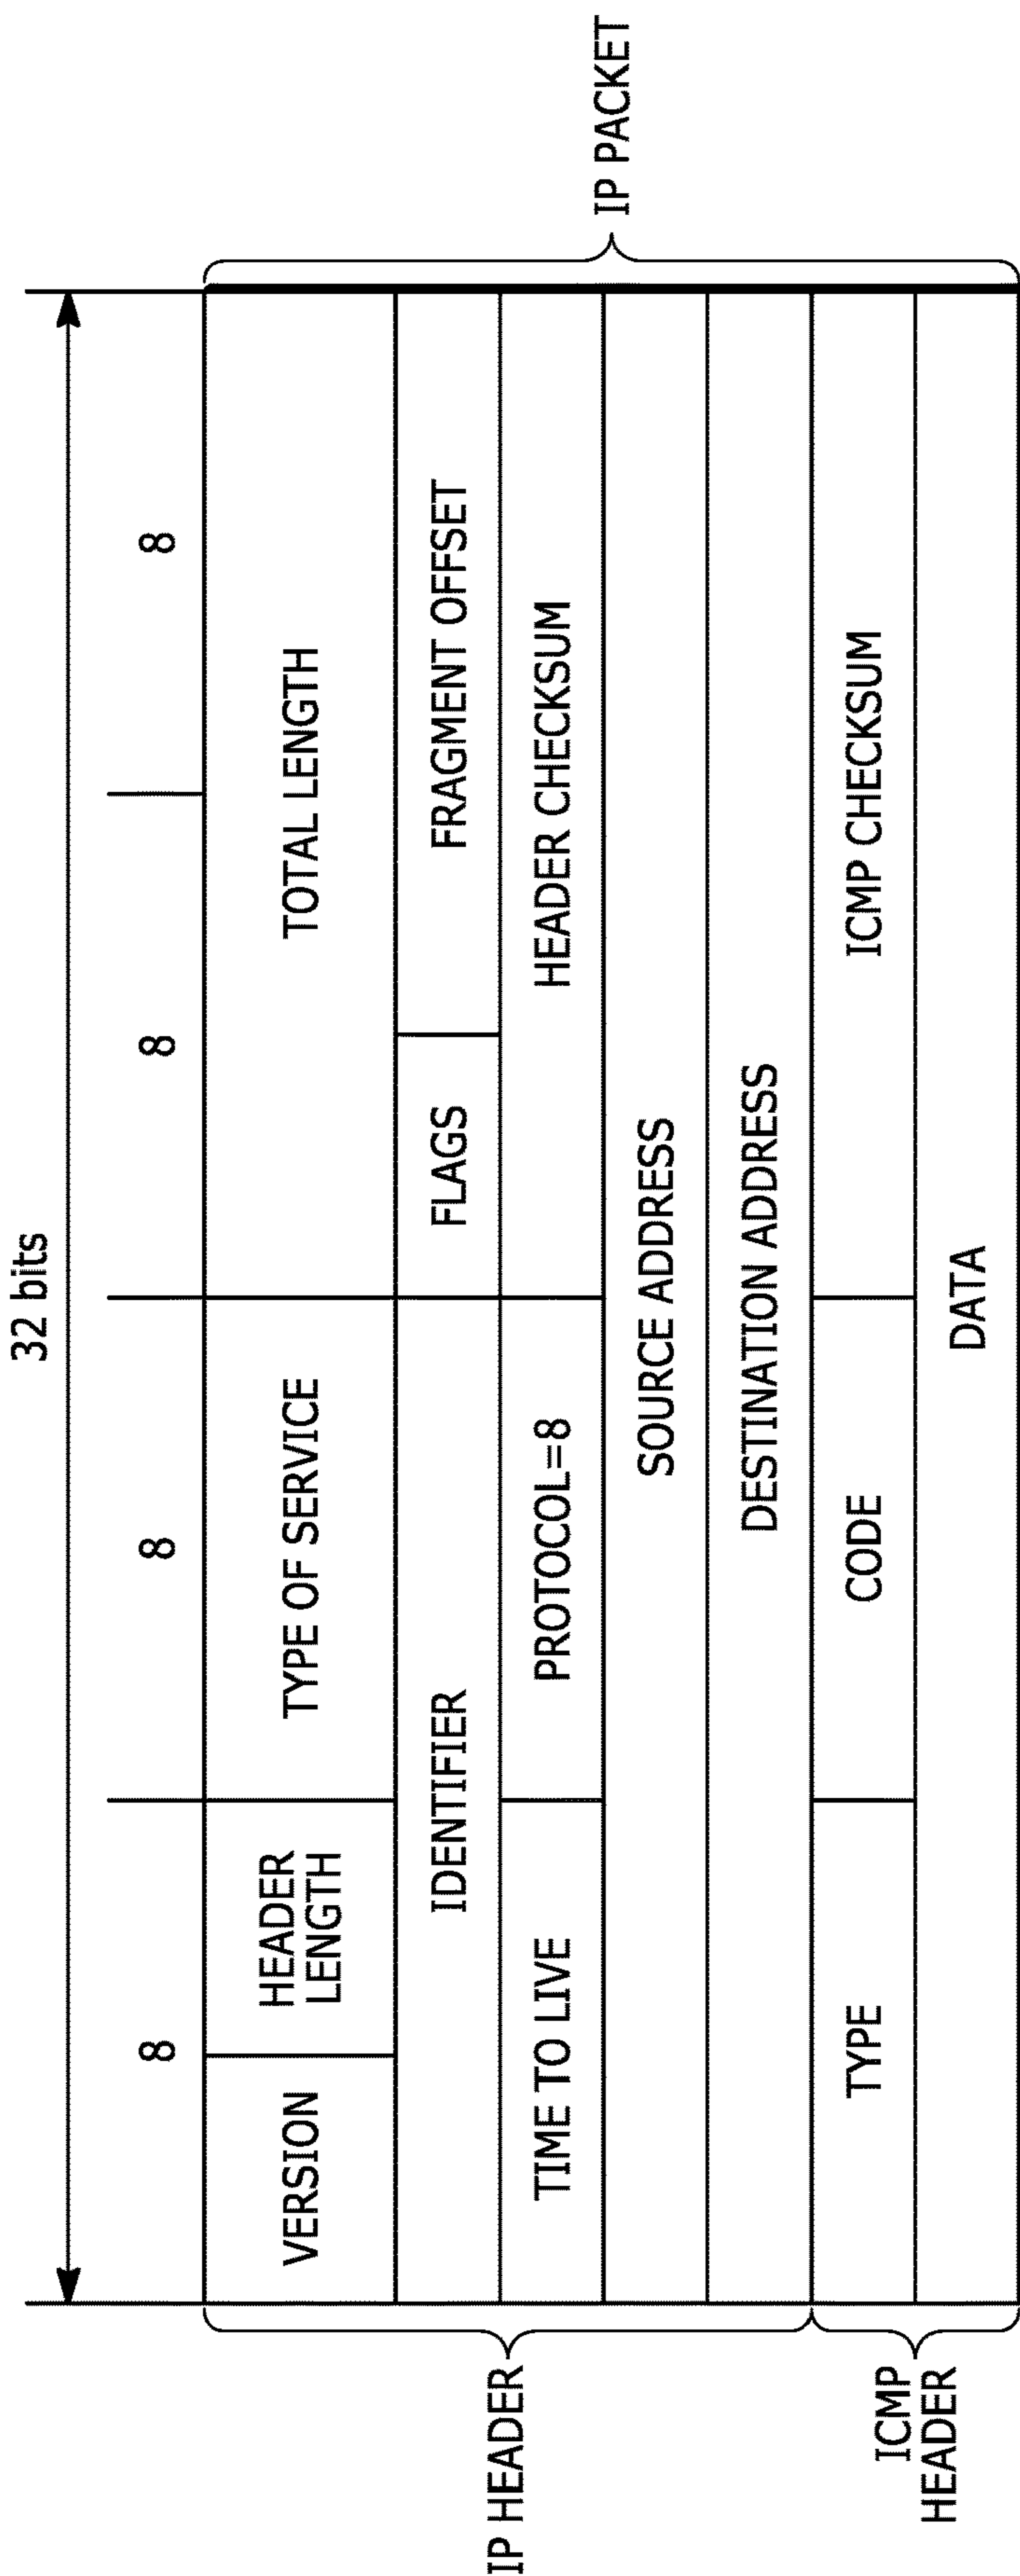 32 bits
8
8
8
8
VERSION
HEADER
LENGTH
TYPE OF SERVICE
TOTAL LENGTH
IDENTIFIER
FLAGS
FRAGMENT OFFSET
IP HEADER
TIME TO LIVE
PROTOCOL=8
HEADER CHECKSUM
IP PACKET
SOURCE ADDRESS
DESTINATION ADDRESS
ICMP
HEADER
TYPE
CODE
ICMP CHECKSUM
DATA